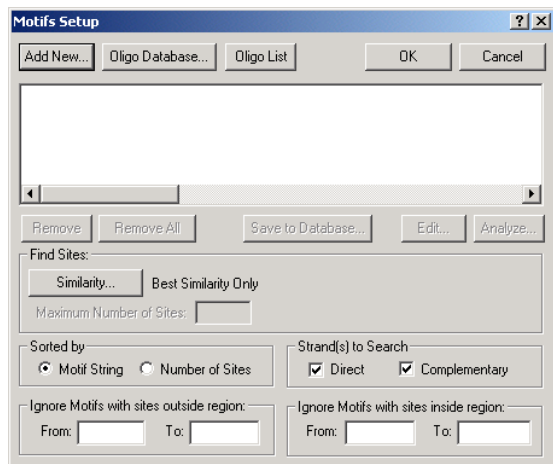 Motifs Setup
Add New... Oligo Database... Oligo List OK Cancel
Remove Remove All Save to Database... Edit... Analyze...
Find Sites:
Similarity... Best Similarity Only
Maximum Number of Sites:
Sorted by Strand(s) to Search
Motif String Number of Sites Direct Complementary
Ignore Motifs with sites outside region: Ignore Motifs with sites inside region:
From: To: From: To: